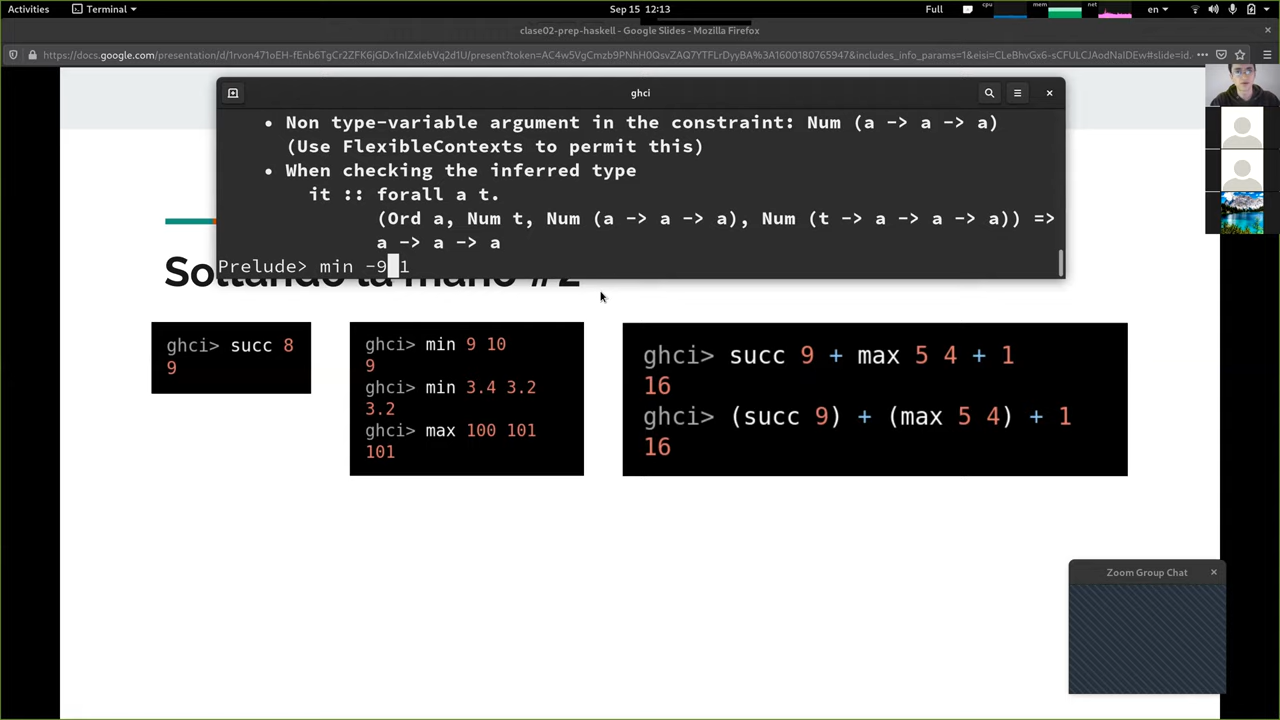 Activities Terminal Sep 15 12:13 Full cpu mem net en
clase02-prep-haskell - Google Slides - Mozilla Firefox
ghci
• Non type-variable argument in the constraint: Num (a -> a -> a)
(Use FlexibleContexts to permit this)
• When checking the inferred type
it :: forall a t.
(Ord a, Num t, Num (a -> a -> a), Num (t -> a -> a -> a)) =>
a -> a -> a
Prelude> min -9 1
ghci> succ 8
9
ghci> min 9 10
9
ghci> min 3.4 3.2
3.2
ghci> max 100 101
101
ghci> succ 9 + max 5 4 + 1
16
ghci> (succ 9) + (max 5 4) + 1
16
Zoom Group Chat